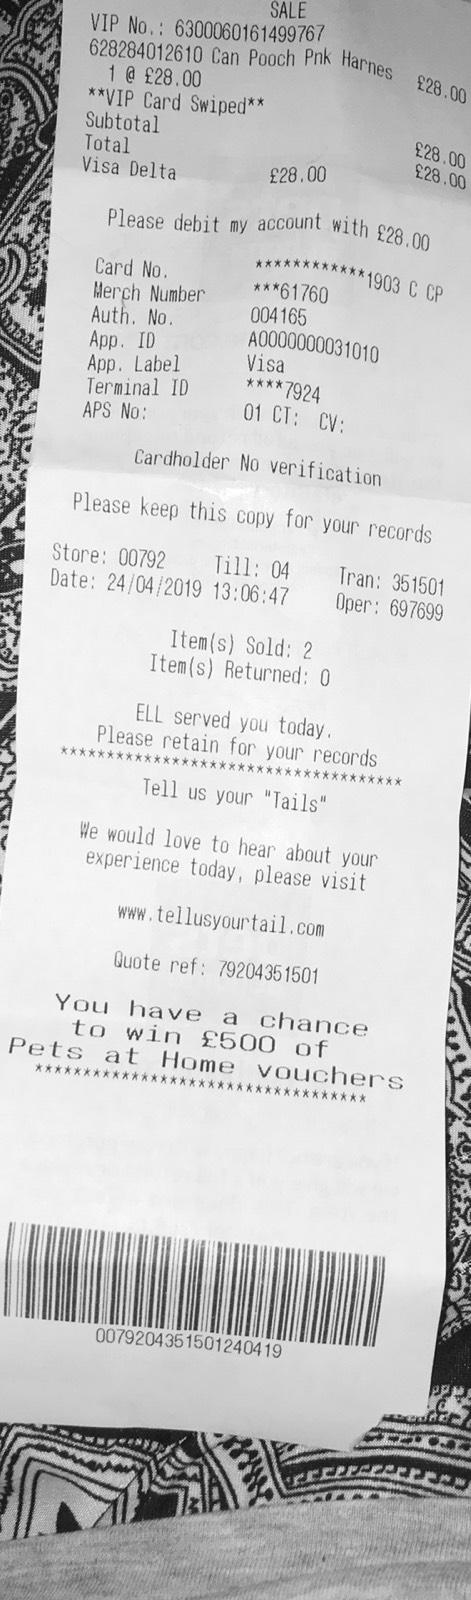 SALE
VIP No.: 6300060161499767
628284012610 Can Pooch Pnk Harnes £28.00
1 @ £28.00
**VIP Card Swiped**
Subtotal £28.00
Total £28.00
Visa Delta £28.00
Please debit my account with £28.00
Card No. ************1903 C CP
Merch Number ***61760
Auth. No. 004165
App. ID A0000000031010
App. Label Visa
Terminal ID ****7924
APS No: 01 CT: CV:
Cardholder No verification
Please keep this copy for your records
Store: 00792 Till: 04 Tran: 351501
Date: 24/04/2019 13:06:47 Oper: 697699
Item(s) Sold: 2
Item(s) Returned: 0
ELL served you today.
Please retain for your records
*************************************
Tell us your "Tails"
We would love to hear about your
experience today, please visit
www.tellusyourtail.com
Quote ref: 79204351501
You have a chance
to win £500 of
Pets at Home vouchers
***********************************
0079204351501240419